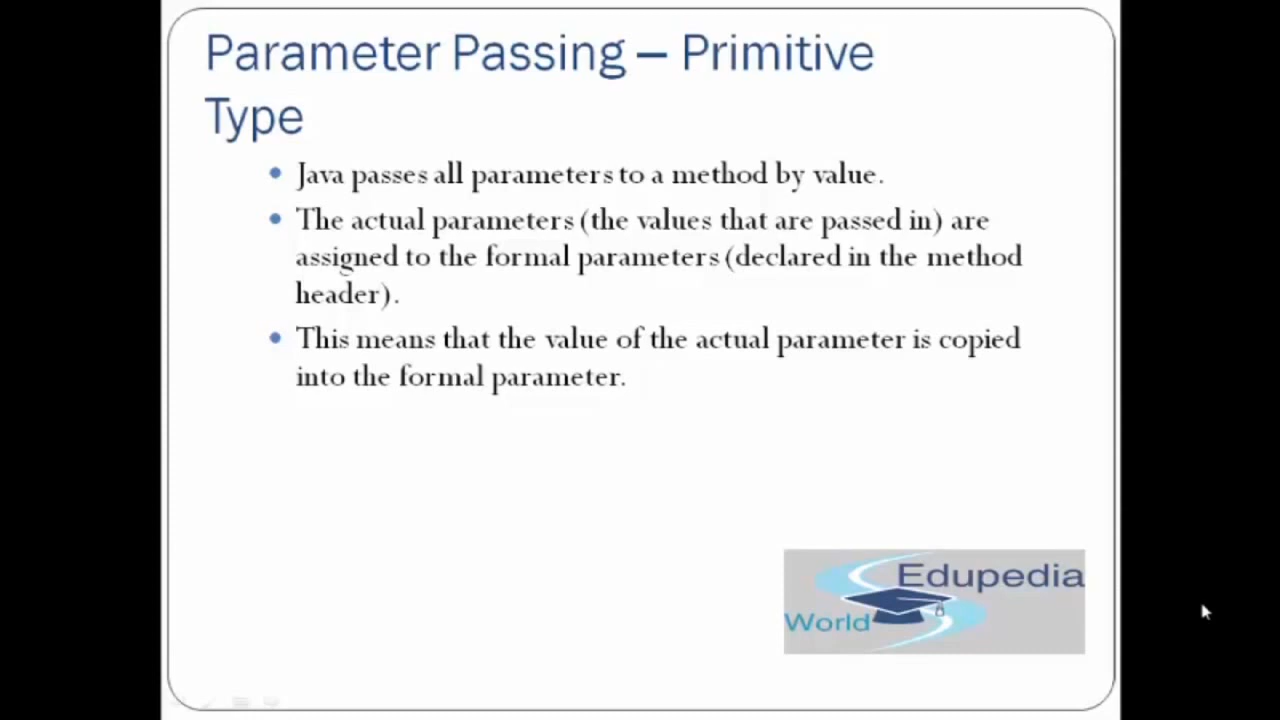 Parameter Passing – Primitive
Type
• Java passes all parameters to a method by value.
• The actual parameters (the values that are passed in) are
assigned to the formal parameters (declared in the method
header).
• This means that the value of the actual parameter is copied
into the formal parameter.
Edupedia
World